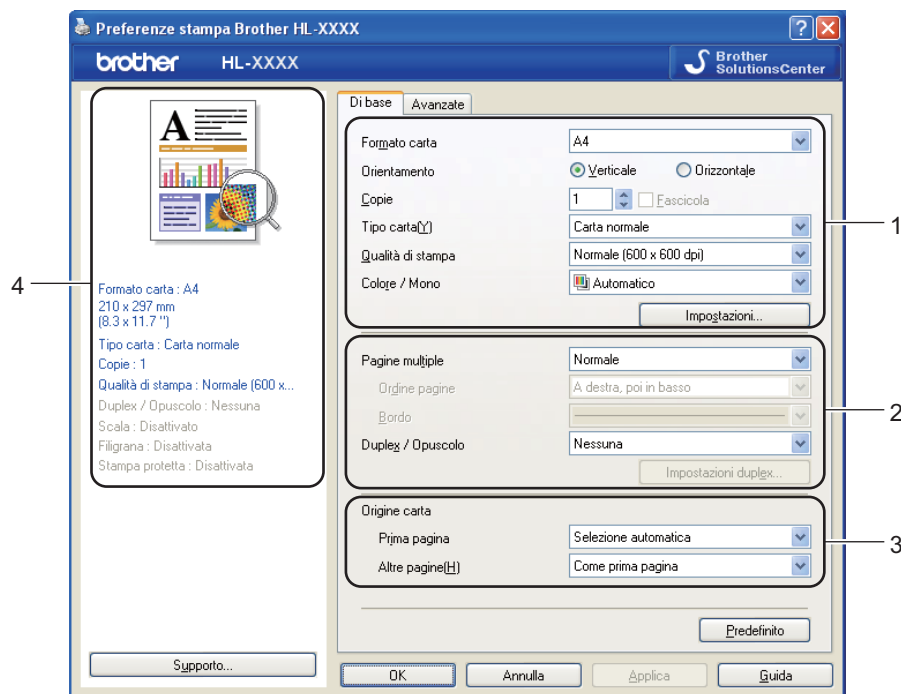 Preferenze stampa Brother HL-XXXX
brother HL-XXXX
Brother
SolutionsCenter
A
Formato carta : A4
210 x 297 mm
(8.3 x 11.7 ")
Tipo carta : Carta normale
Copie : 1
Qualità di stampa : Normale (600 x...
Duplex / Opuscolo : Nessuna
Scala : Disattivato
Filigrana : Disattivata
Stampa protetta : Disattivata
Supporto...
4
Di base Avanzate
Formato carta A4
Orientamento Verticale Orizzontale
Copie 1 Fascicola
Tipo carta(Y) Carta normale
Qualità di stampa Normale (600 x 600 dpi)
Colore / Mono Automatico
Impostazioni...
1
Pagine multiple Normale
Ordine pagine A destra, poi in basso
Bordo
Duplex / Opuscolo Nessuna
Impostazioni duplex...
2
Origine carta
Prima pagina Selezione automatica
Altre pagine(H) Come prima pagina
3
Predefinito
OK Annulla Applica Guida